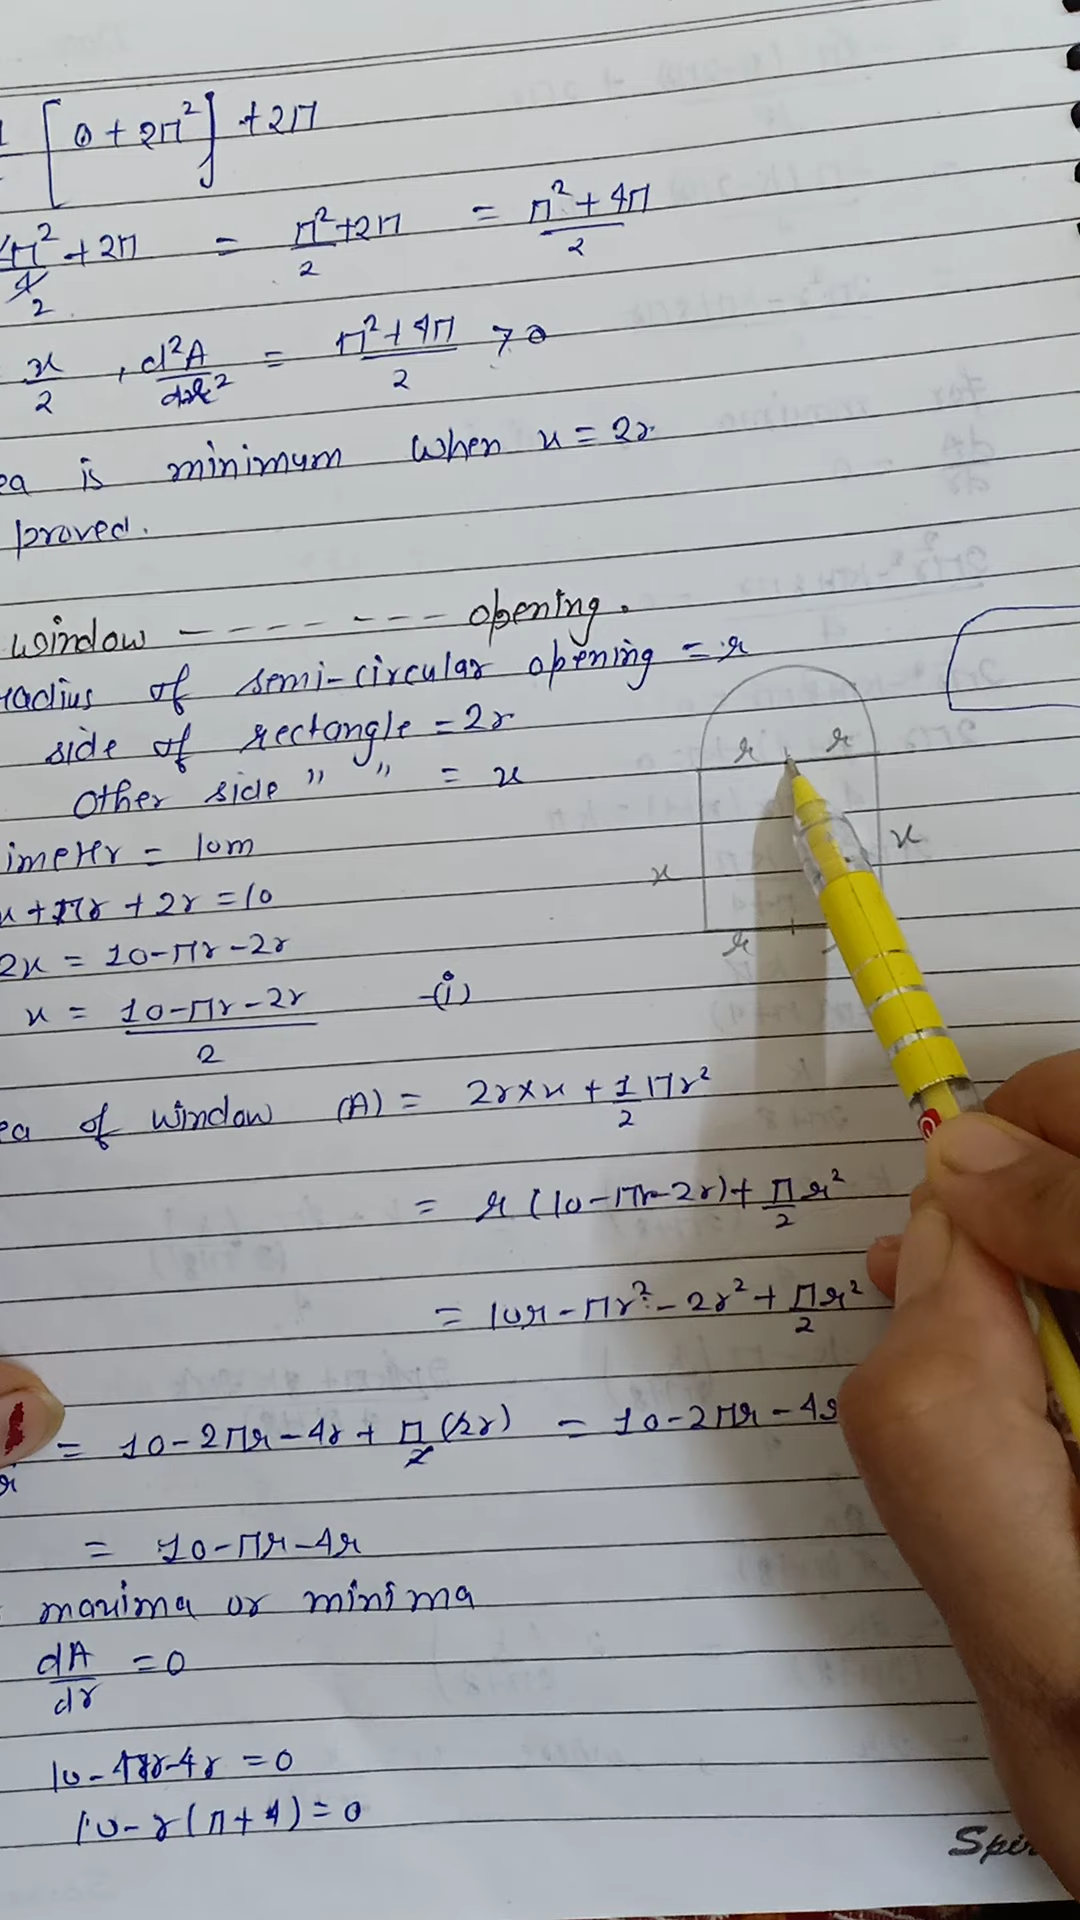 [0 + 2π²] + 2π
4π²/2 + 2π = π²+2π/2 = π²+4π/2
x/2 , d²A/dx² = π²+4π/2 > 0
ea is minimum when x = 2r
proved.
window - - - - - - - - opening.
radius of semi-circular opening = r
side of rectangle = 2r
Other side " " = x
imeter = 10m
x + πr + 2r = 10
2x = 10-πr-2r
x = 10-πr-2r/2 -(i)
ea of window (A) = 2r×x + 1/2 πr²
= r(10-πr-2r) + π/2 r²
= 10r - πr² - 2r² + πr²/2
= 10-2πr-4r + π/2 (2r) = 10-2πr-4r
= 10-πr-4r
maxima or minima
dA/dr = 0
10-πr-4r = 0
10-r(π+4) = 0
r r
x x
r